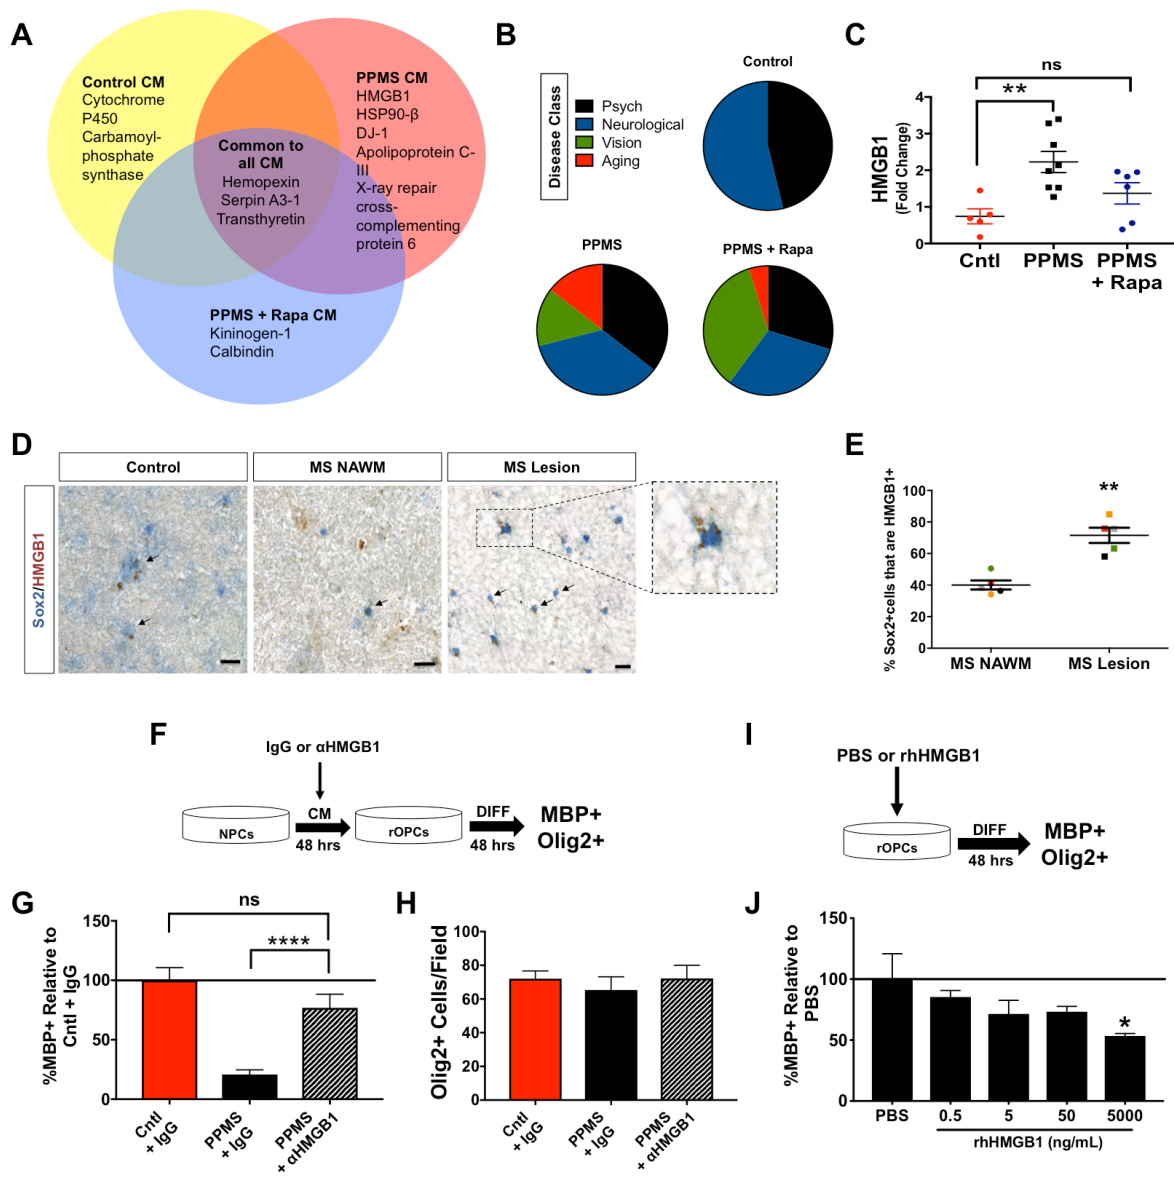 A
Control CM
Cytochrome
P450
Carbamoyl-
phosphate
synthase
PPMS CM
HMGB1
HSP90-β
DJ-1
Apolipoprotein C-
III
X-ray repair
cross-
complementing
protein 6
Common to
all CM
Hemopexin
Serpin A3-1
Transthyretin
PPMS + Rapa CM
Kininogen-1
Calbindin
B
Disease Class
Psych
Neurological
Vision
Aging
Control
PPMS
PPMS + Rapa
C
ns
**
HMGB1
(Fold Change)
4
3
2
1
0
Cntl
PPMS
PPMS
+ Rapa
D
Control
MS NAWM
MS Lesion
Sox2/HMGB1
E
% Sox2+cells that are HMGB1+
100
80
60
40
20
0
**
MS NAWM
MS Lesion
F
IgG or αHMGB1
NPCs
CM
48 hrs
rOPCs
DIFF
48 hrs
MBP+
Olig2+
I
PBS or rhHMGB1
rOPCs
DIFF
48 hrs
MBP+
Olig2+
G
%MBP+ Relative to
Cntl + IgG
150
100
50
0
ns
****
Cntl
+ IgG
PPMS
+ IgG
PPMS
+ αHMGB1
H
Olig2+ Cells/Field
100
80
60
40
20
0
Cntl
+ IgG
PPMS
+ IgG
PPMS
+ αHMGB1
J
%MBP+ Relative to
PBS
150
100
50
0
*
PBS
0.5
5
50
5000
rhHMGB1 (ng/mL)